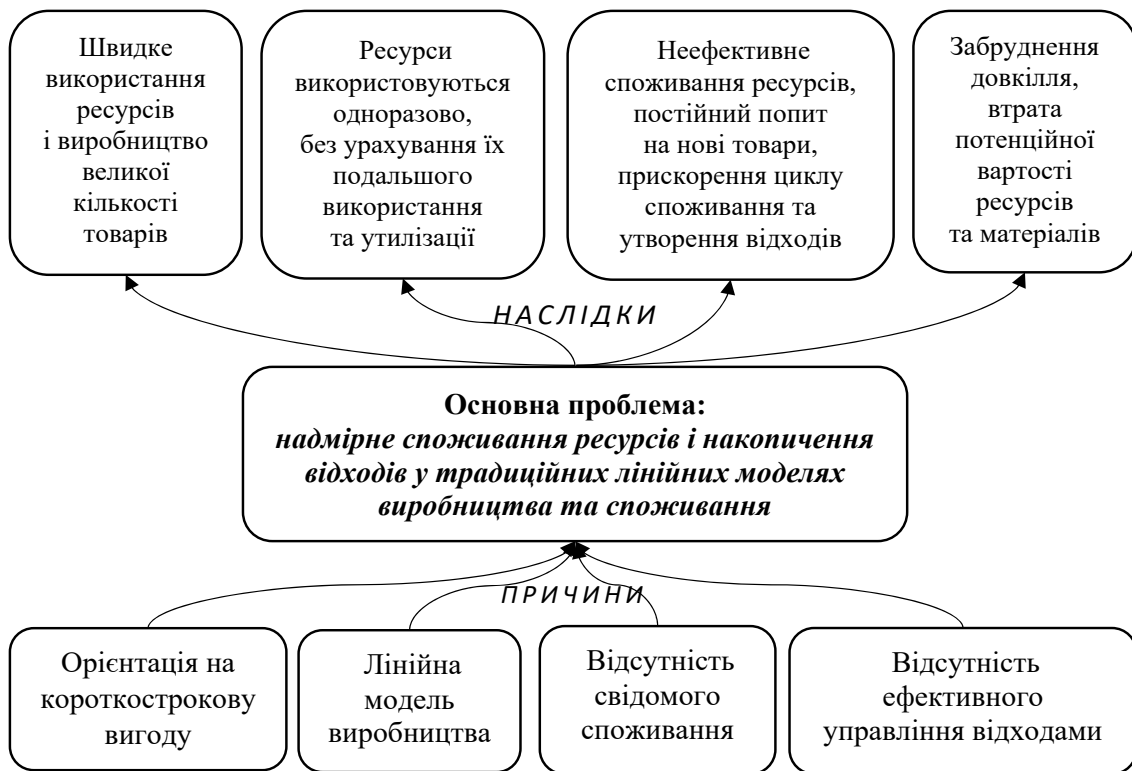 Швидке
використання
ресурсів
і виробництво
великої
кількості
товарів
Ресурси
використовуються
одноразово,
без урахування їх
подальшого
використання
та утилізації
Неефективне
споживання ресурсів,
постійний попит
на нові товари,
прискорення циклу
споживання та
утворення відходів
Забруднення
довкілля,
втрата
потенційної
вартості
ресурсів
та матеріалів
НАСЛІДКИ
Основна проблема:
надмірне споживання ресурсів і накопичення
відходів у традиційних лінійних моделях
виробництва та споживання
ПРИЧИНИ
Орієнтація на
короткострокову
вигоду
Лінійна
модель
виробництва
Відсутність
свідомого
споживання
Відсутність
ефективного
управління відходами